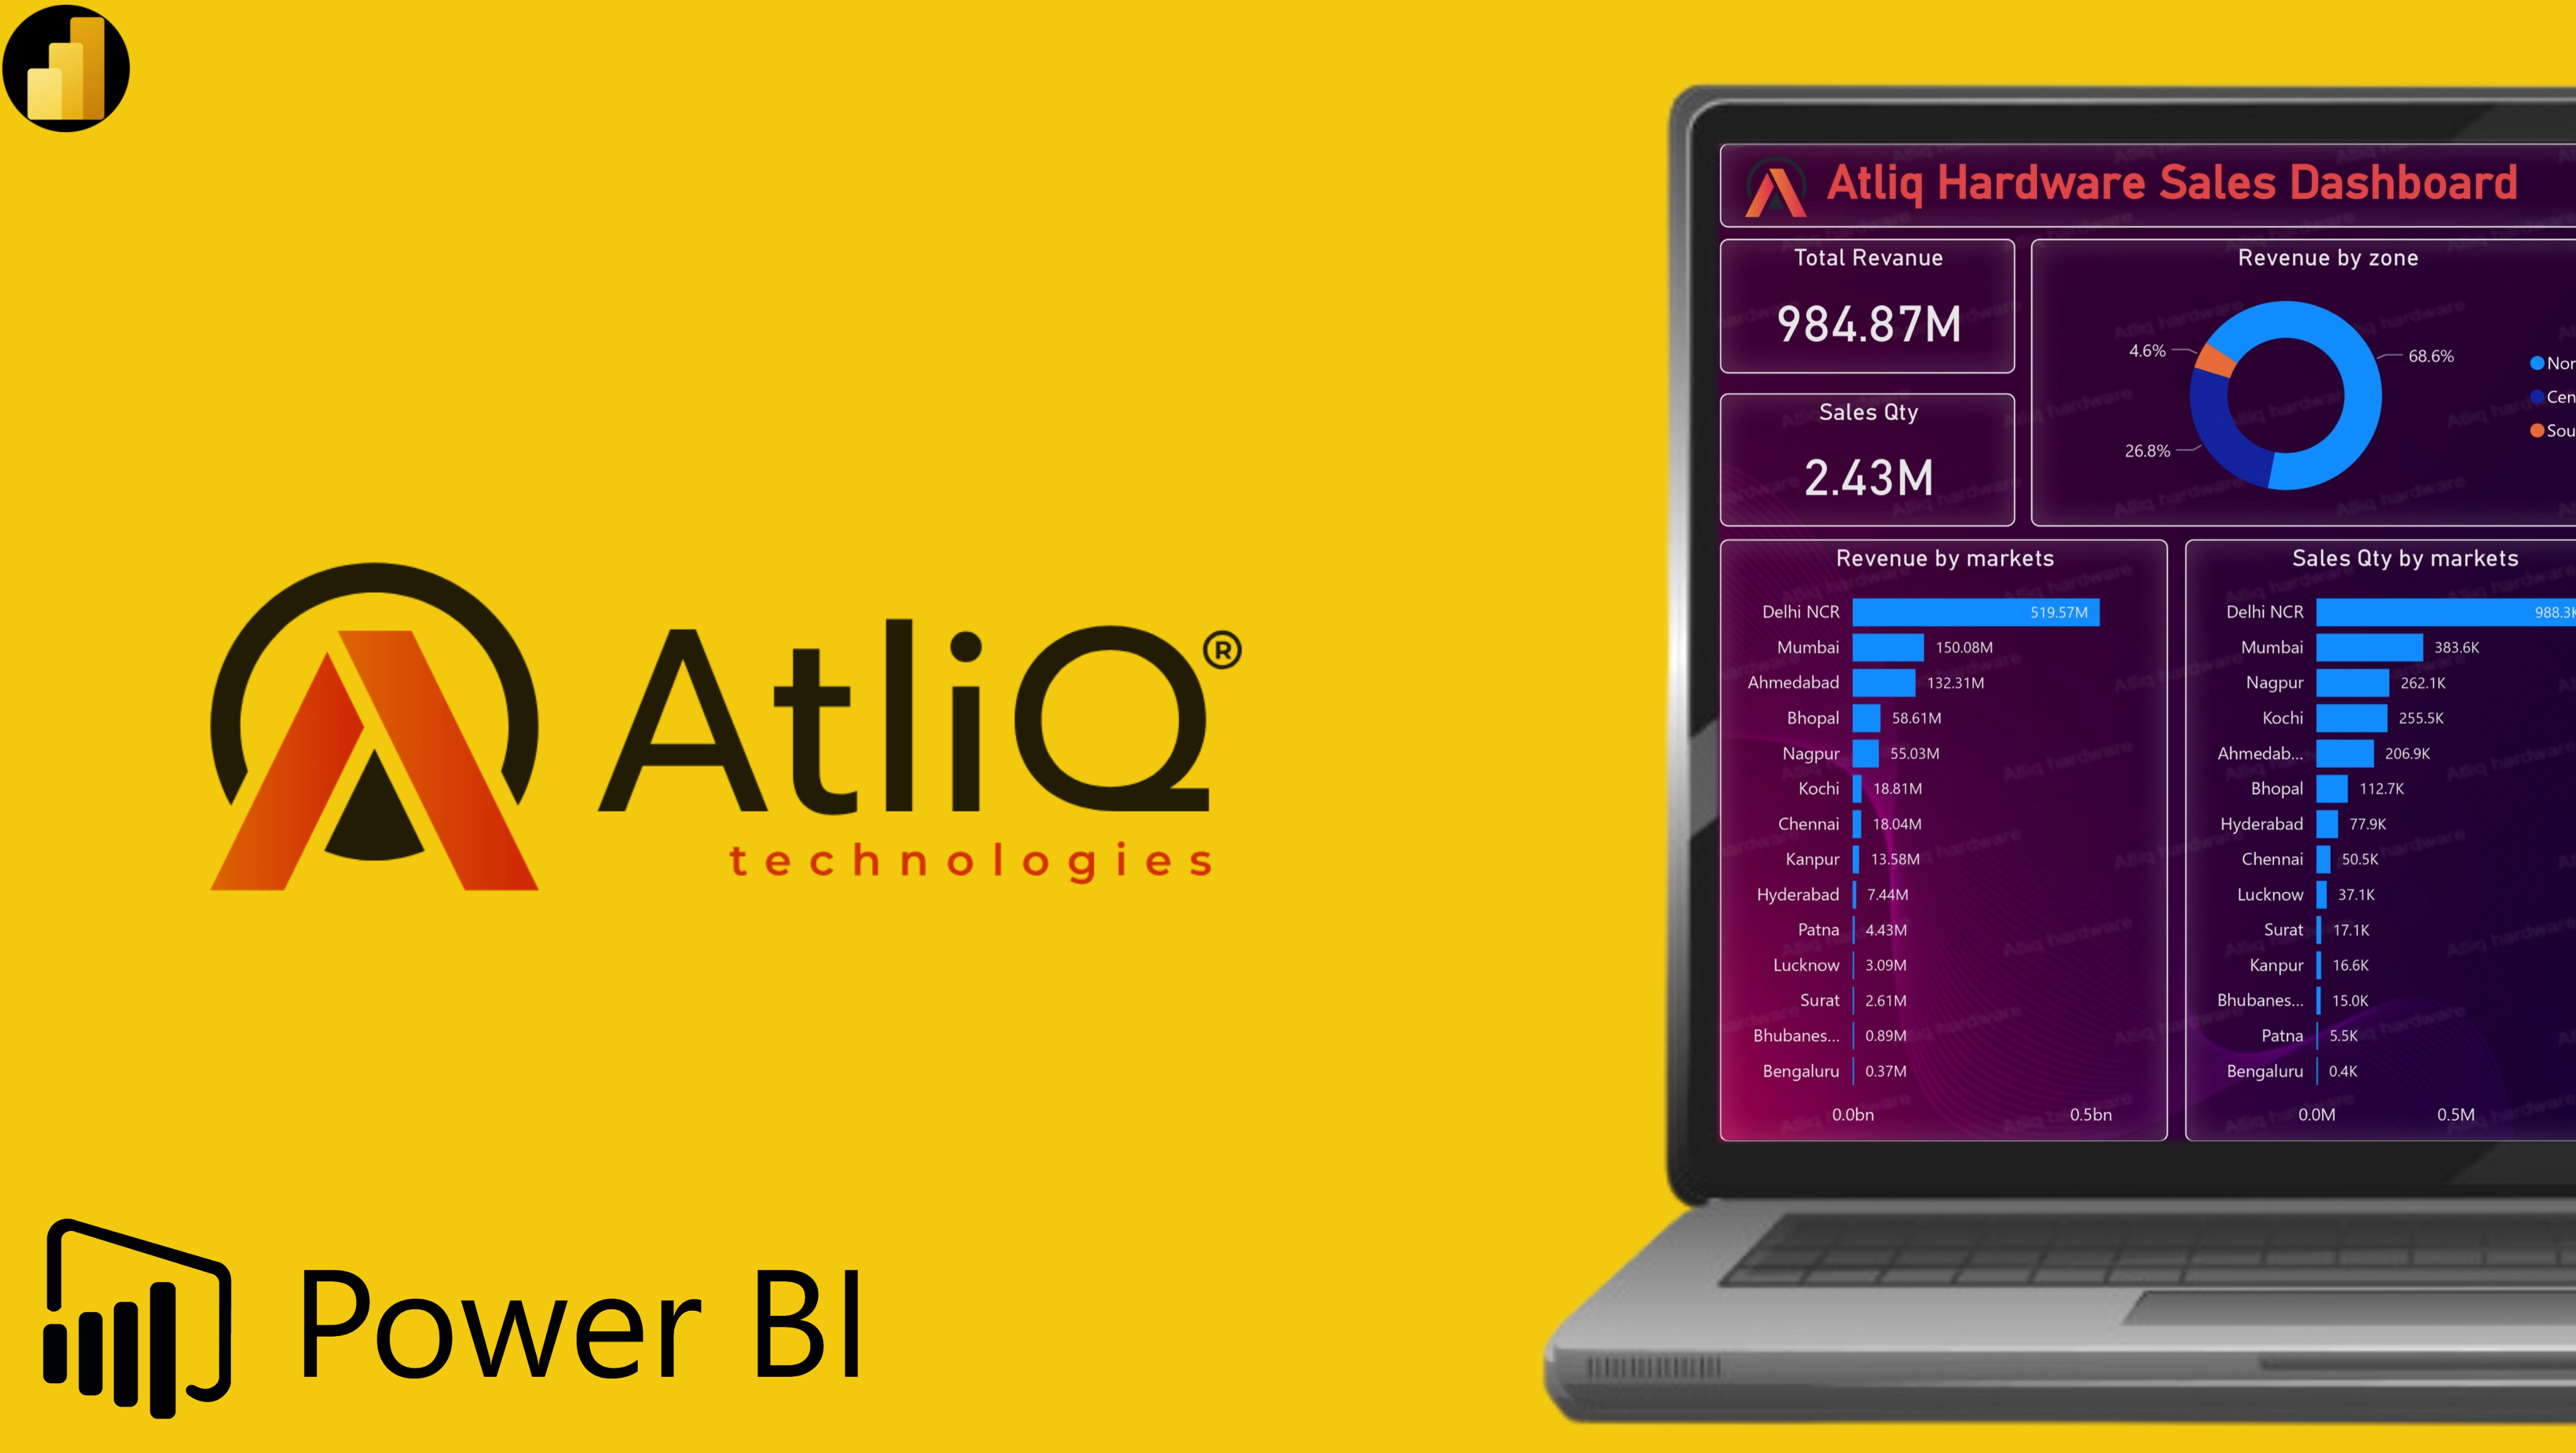 AtliQ®
technologies
Power BI
Atliq Hardware Sales Dashboard
Total Revanue
984.87M
Sales Qty
2.43M
Revenue by zone
4.6%
68.6%
26.8%
Nor
Cen
Sou
Revenue by markets
Delhi NCR 519.57M
Mumbai 150.08M
Ahmedabad 132.31M
Bhopal 58.61M
Nagpur 55.03M
Kochi 18.81M
Chennai 18.04M
Kanpur 13.58M
Hyderabad 7.44M
Patna 4.43M
Lucknow 3.09M
Surat 2.61M
Bhubanes... 0.89M
Bengaluru 0.37M
0.0bn 0.5bn
Sales Qty by markets
Delhi NCR 988.3K
Mumbai 383.6K
Nagpur 262.1K
Kochi 255.5K
Ahmedab... 206.9K
Bhopal 112.7K
Hyderabad 77.9K
Chennai 50.5K
Lucknow 37.1K
Surat 17.1K
Kanpur 16.6K
Bhubanes... 15.0K
Patna 5.5K
Bengaluru 0.4K
0.0M 0.5M